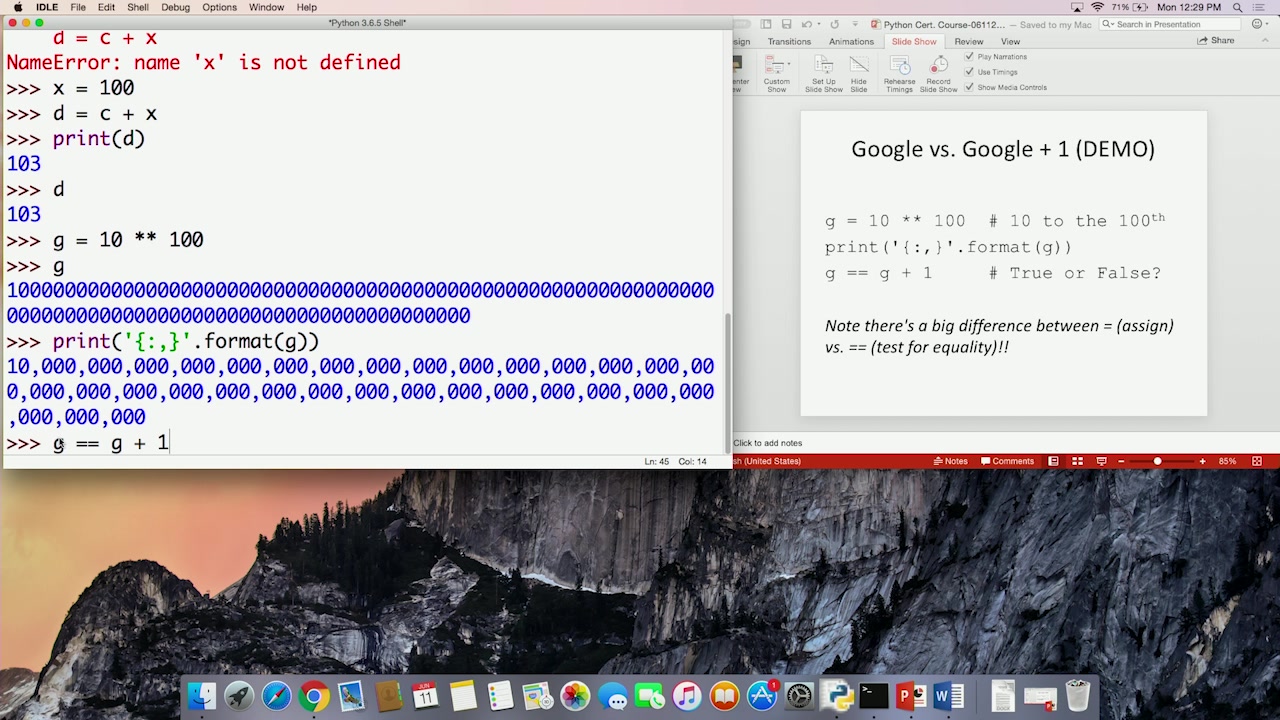 IDLE File Edit Shell Debug Options Window Help
71% Mon 12:29 PM
*Python 3.6.5 Shell*
d = c + x
NameError: name 'x' is not defined
>>> x = 100
>>> d = c + x
>>> print(d)
103
>>> d
103
>>> g = 10 ** 100
>>> g
1000000000000000000000000000000000000000000000000000000000000
0000000000000000000000000000000000000000
>>> print('{:,}'.format(g))
10,000,000,000,000,000,000,000,000,000,000,000,000,000,000,00
0,000,000,000,000,000,000,000,000,000,000,000,000,000,000,000
,000,000,000
>>> g == g + 1
Ln: 45 Col: 14
Python Cert. Course-06112... — Saved to my Mac
Search in Presentation
sign Transitions Animations Slide Show Review View Share
Custom Show
Set Up Slide Show
Hide Slide
Rehearse Timings
Record Slide Show
Play Narrations
Use Timings
Show Media Controls
Google vs. Google + 1 (DEMO)
g = 10 ** 100 # 10 to the 100th
print('{:,}'.format(g))
g == g + 1 # True or False?
Note there's a big difference between = (assign)
vs. == (test for equality)!!
Click to add notes
sh (United States) Notes Comments 85%
JUN
11
1